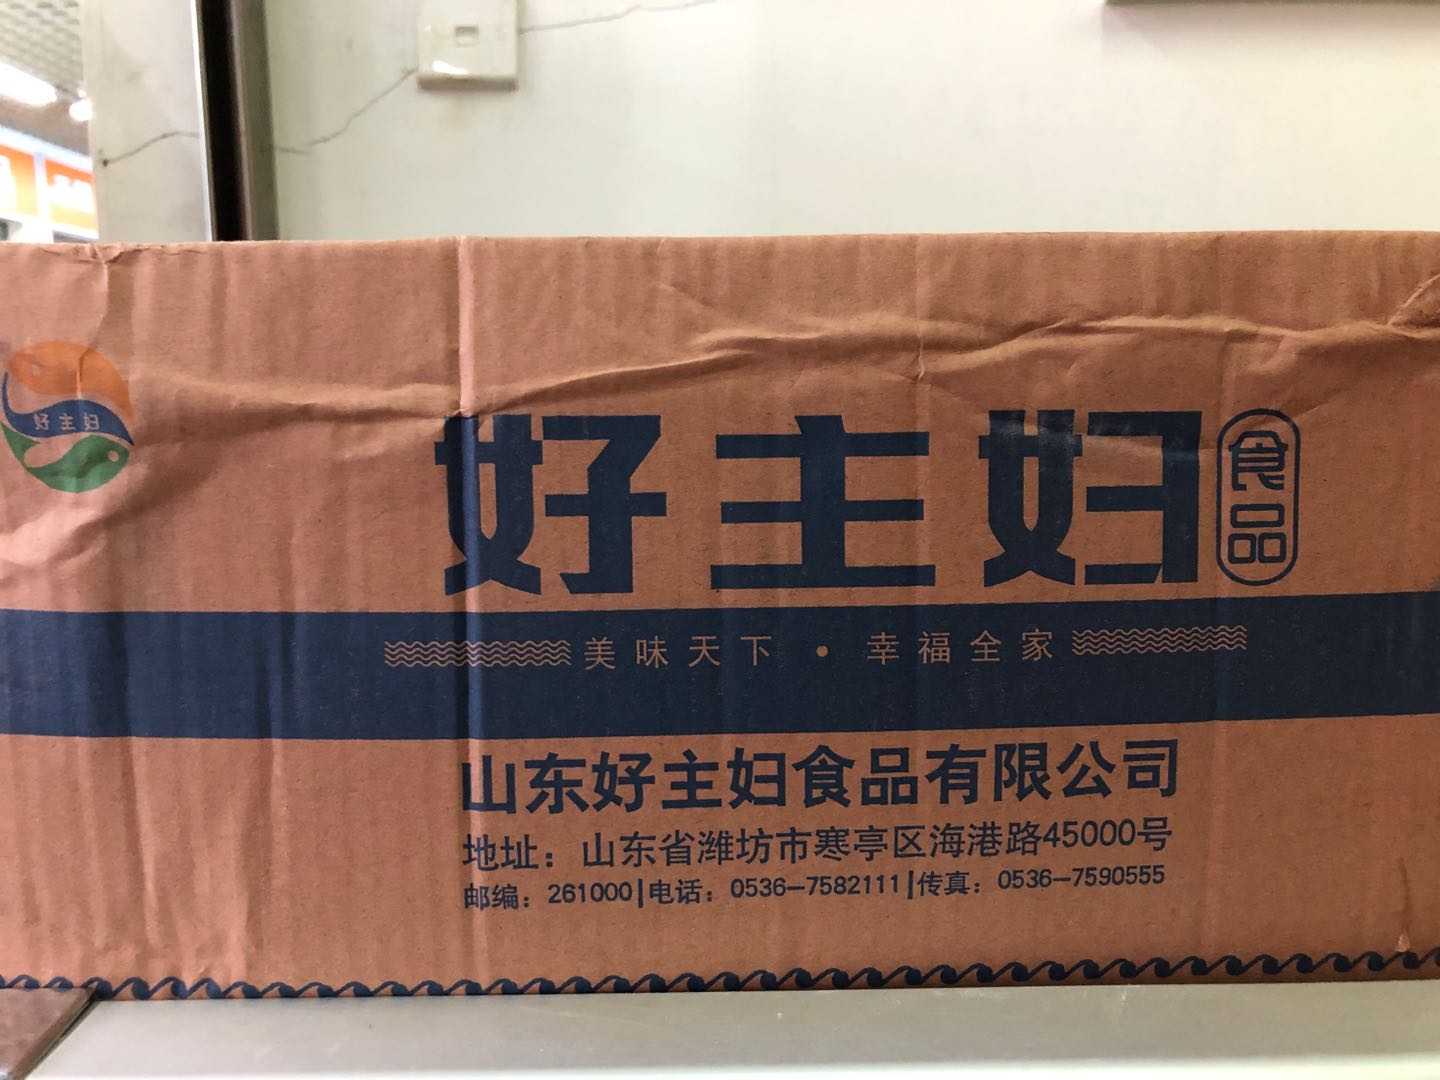 好主妇
好主妇 食品
美味天下 · 幸福全家
山东好主妇食品有限公司
地址：山东省潍坊市寒亭区海港路45000号
邮编：261000|电话：0536-7582111|传真：0536-7590555